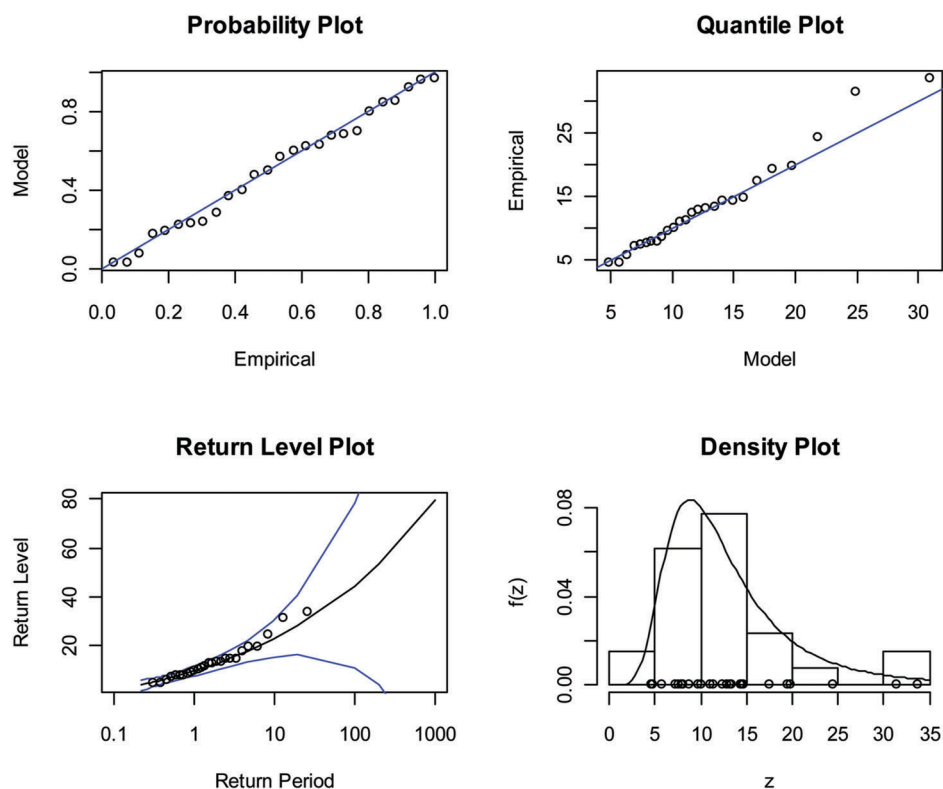 Probability Plot
Model
0.0 0.4 0.8
0.0 0.2 0.4 0.6 0.8 1.0
Empirical
Quantile Plot
Empirical
5 15 25
5 10 15 20 25 30
Model
Return Level Plot
Return Level
20 40 60 80
0.1 1 10 100 1000
Return Period
Density Plot
f(z)
0.00 0.04 0.08
0 5 10 15 20 25 30 35
z